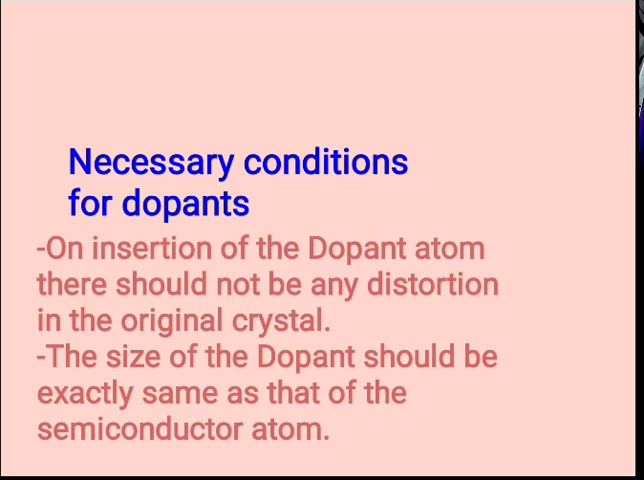 Necessary conditions
for dopants
-On insertion of the Dopant atom
there should not be any distortion
in the original crystal.
-The size of the Dopant should be
exactly same as that of the
semiconductor atom.